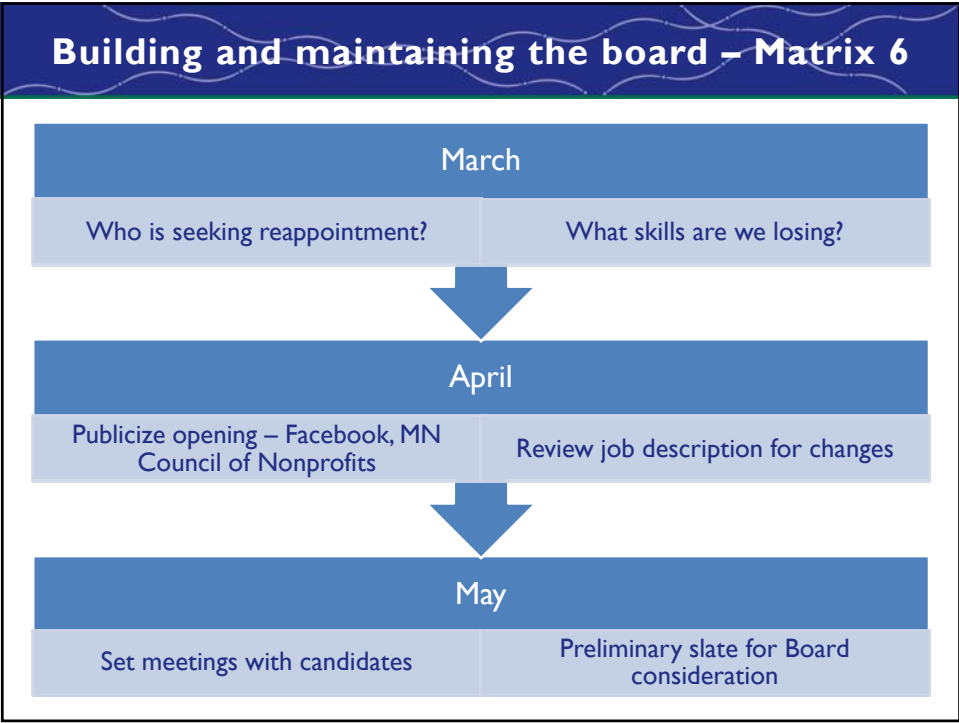 Building and maintaining the board – Matrix 6
March
Who is seeking reappointment?
What skills are we losing?
April
Publicize opening – Facebook, MN
Council of Nonprofits
Review job description for changes
May
Set meetings with candidates
Preliminary slate for Board
consideration